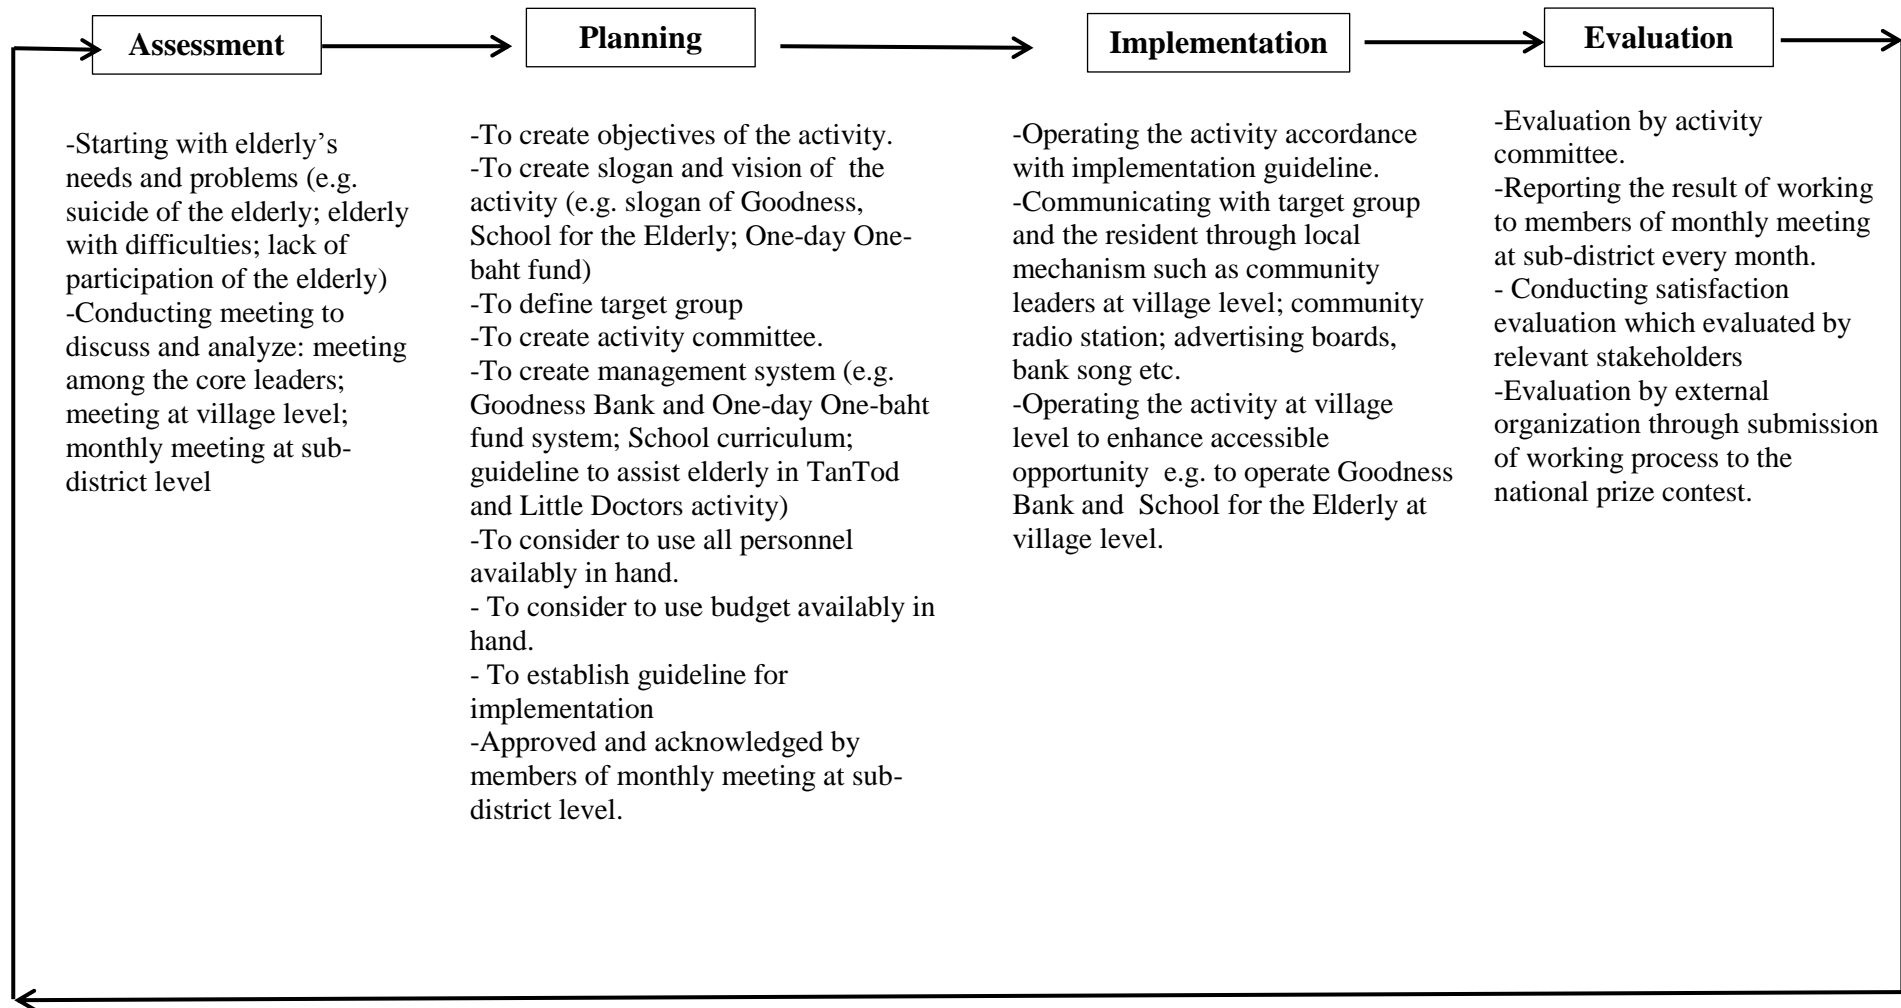 Assessment
Planning
Implementation
Evaluation
-Starting with elderly’s
needs and problems (e.g.
suicide of the elderly; elderly
with difficulties; lack of
participation of the elderly)
-Conducting meeting to
discuss and analyze: meeting
among the core leaders;
meeting at village level;
monthly meeting at sub-
district level
-To create objectives of the activity.
-To create slogan and vision of  the
activity (e.g. slogan of Goodness,
School for the Elderly; One-day One-
baht fund)
-To define target group
-To create activity committee.
-To create management system (e.g.
Goodness Bank and One-day One-baht
fund system; School curriculum;
guideline to assist elderly in TanTod
and Little Doctors activity)
-To consider to use all personnel
availably in hand.
- To consider to use budget availably in
hand.
- To establish guideline for
implementation
-Approved and acknowledged by
members of monthly meeting at sub-
district level.
-Operating the activity accordance
with implementation guideline.
-Communicating with target group
and the resident through local
mechanism such as community
leaders at village level; community
radio station; advertising boards,
bank song etc.
-Operating the activity at village
level to enhance accessible
opportunity  e.g. to operate Goodness
Bank and  School for the Elderly at
village level.
-Evaluation by activity
committee.
-Reporting the result of working
to members of monthly meeting
at sub-district every month.
- Conducting satisfaction
evaluation which evaluated by
relevant stakeholders
-Evaluation by external
organization through submission
of working process to the
national prize contest.